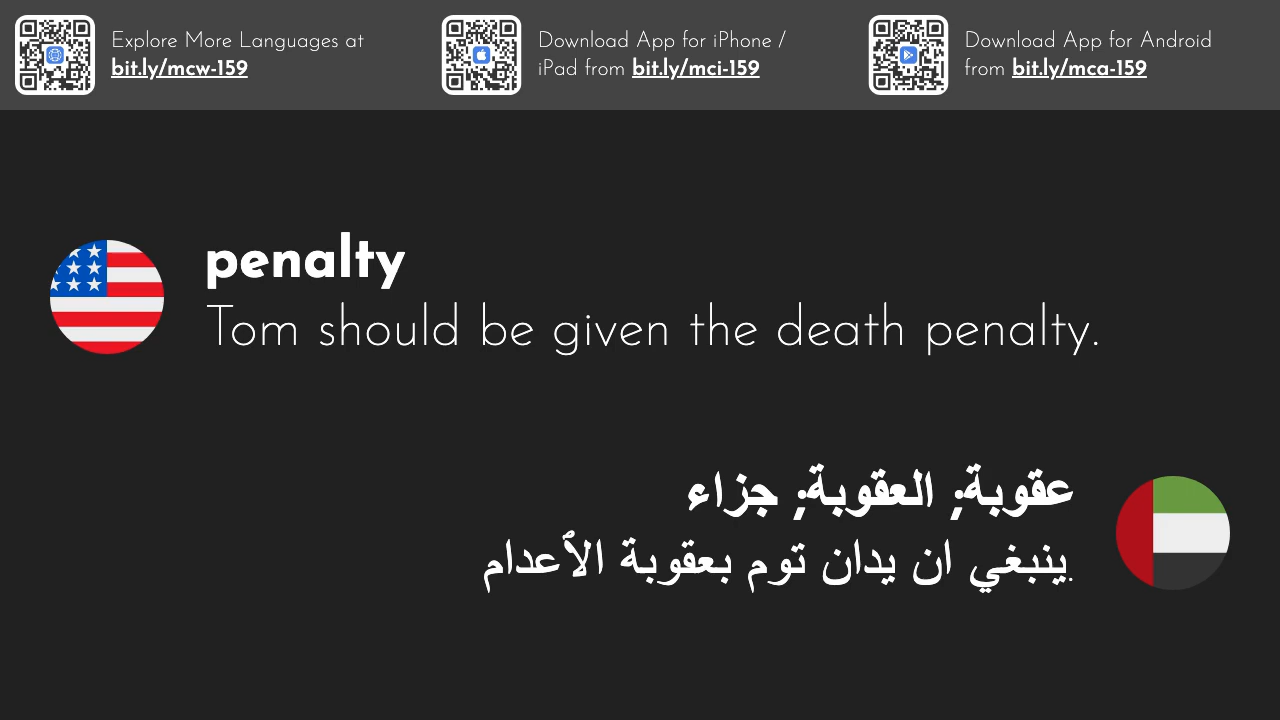 Explore More Languages at
bit.ly/mcw-159
Download App for iPhone /
iPad from bit.ly/mci-159
Download App for Android
from bit.ly/mca-159
penalty
Tom should be given the death penalty.
عقوبة; العقوبة; جزاء
ينبغي ان يدان توم بعقوبة الأعدام.